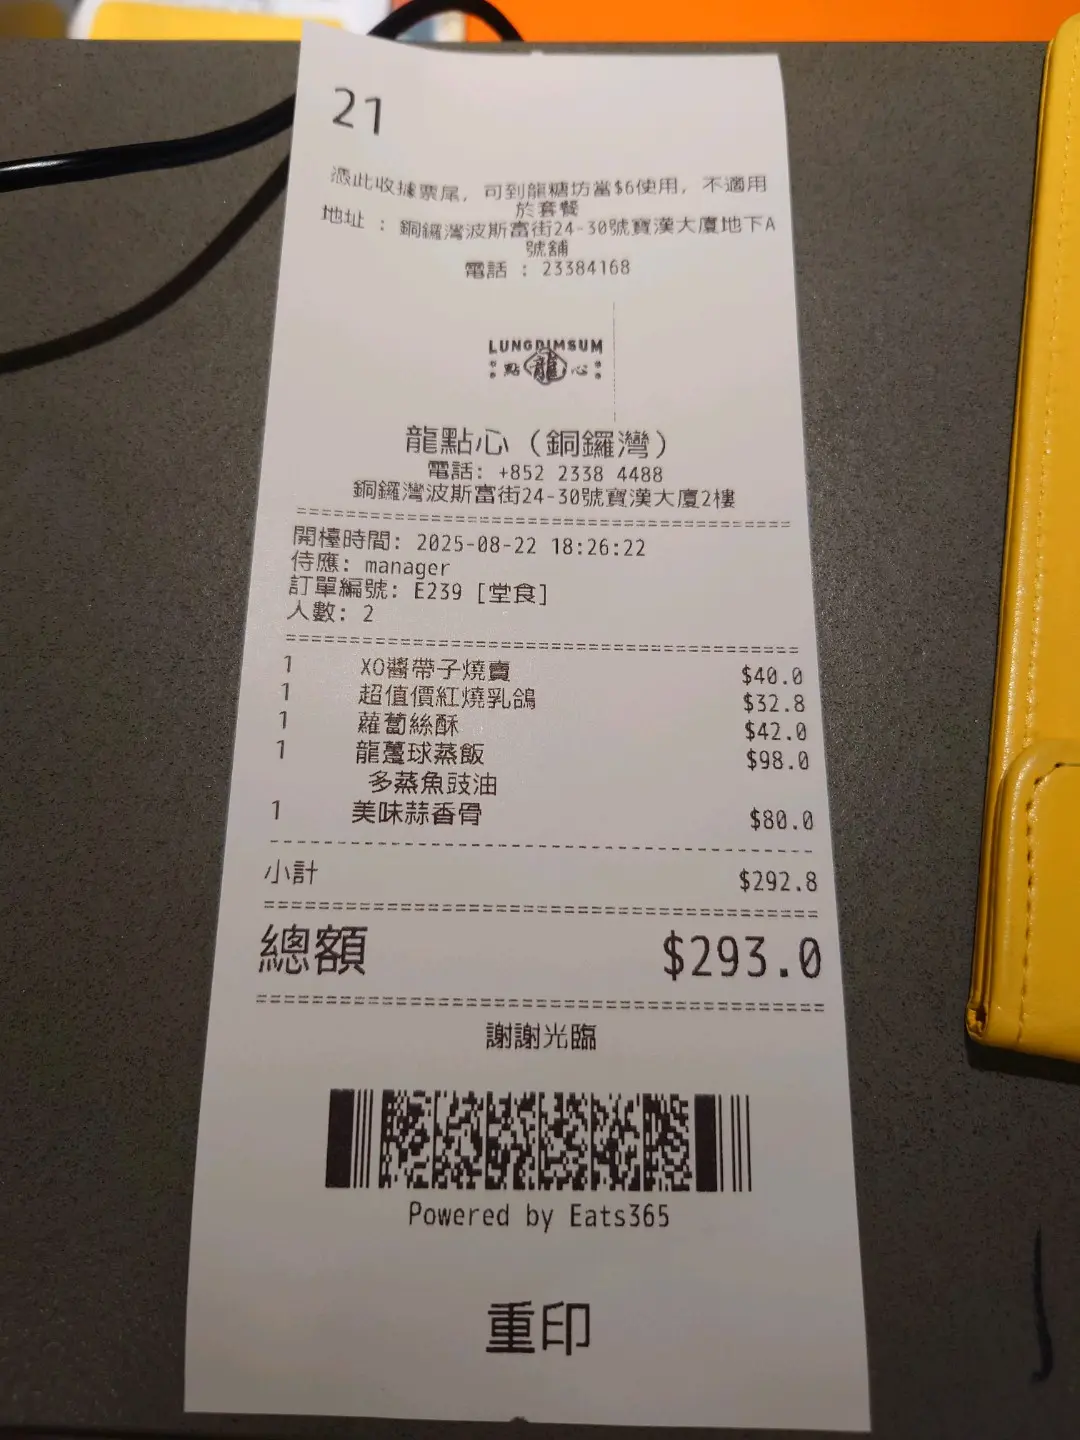 21
憑此收據票尾, 可到龍糖坊當$6使用, 不適用
於套餐
地址 : 銅鑼灣波斯富街24-30號寶漢大廈地下A
號舖
電話 : 23384168
LUNGDIMSUM
點 龍 心
龍點心 (銅鑼灣)
電話: +852 2338 4488
銅鑼灣波斯富街24-30號寶漢大廈2樓
開檯時間: 2025-08-22 18:26:22
侍應: manager
訂單編號: E239 [堂食]
人數: 2
1 XO醬帶子燒賣 $40.0
1 超值價紅燒乳鴿 $32.8
1 蘿蔔絲酥 $42.0
1 龍躉球蒸飯 $98.0
多蒸魚豉油
1 美味蒜香骨 $80.0
小計 $292.8
總額 $293.0
謝謝光臨
Powered by Eats365
重印